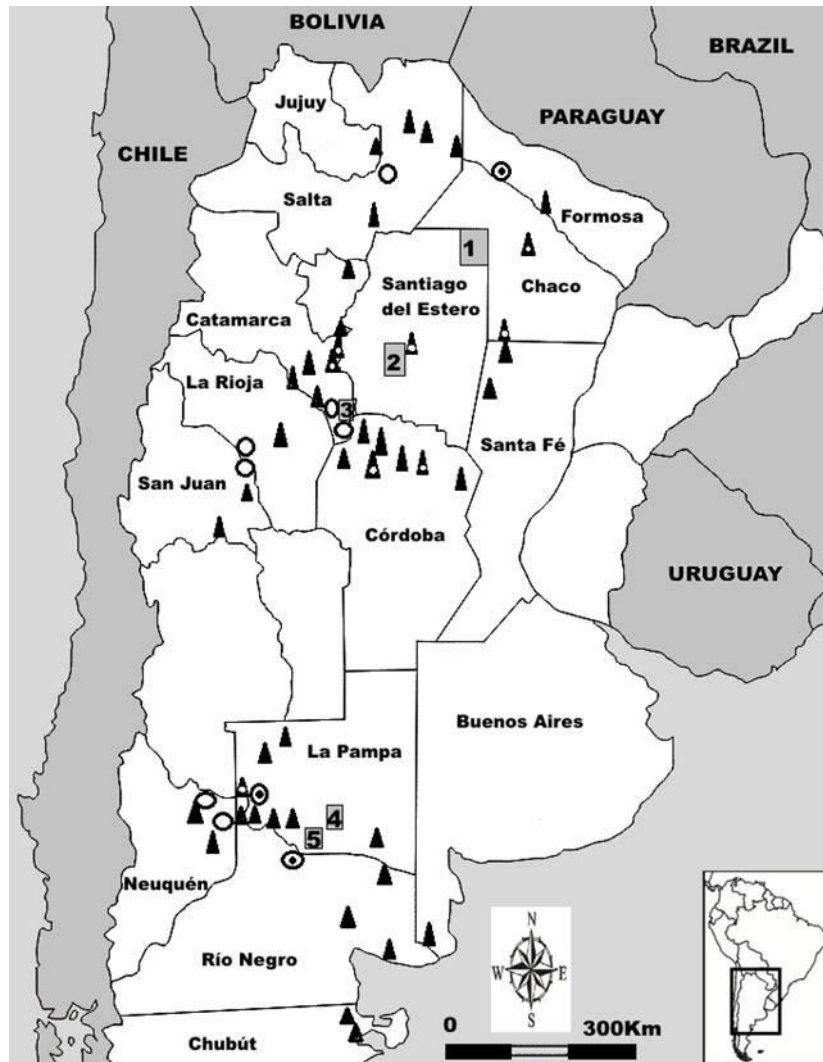 BOLIVIA
BRAZIL
Jujuy
PARAGUAY
CHILE
Salta
Formosa
1
Santiago
del Estero
Chaco
Catamarca
2
La Rioja
3
Santa Fé
San Juan
Córdoba
URUGUAY
Buenos Aires
La Pampa
4
5
Neuquén
N
W E
S
Río Negro
0 300Km
Chubút